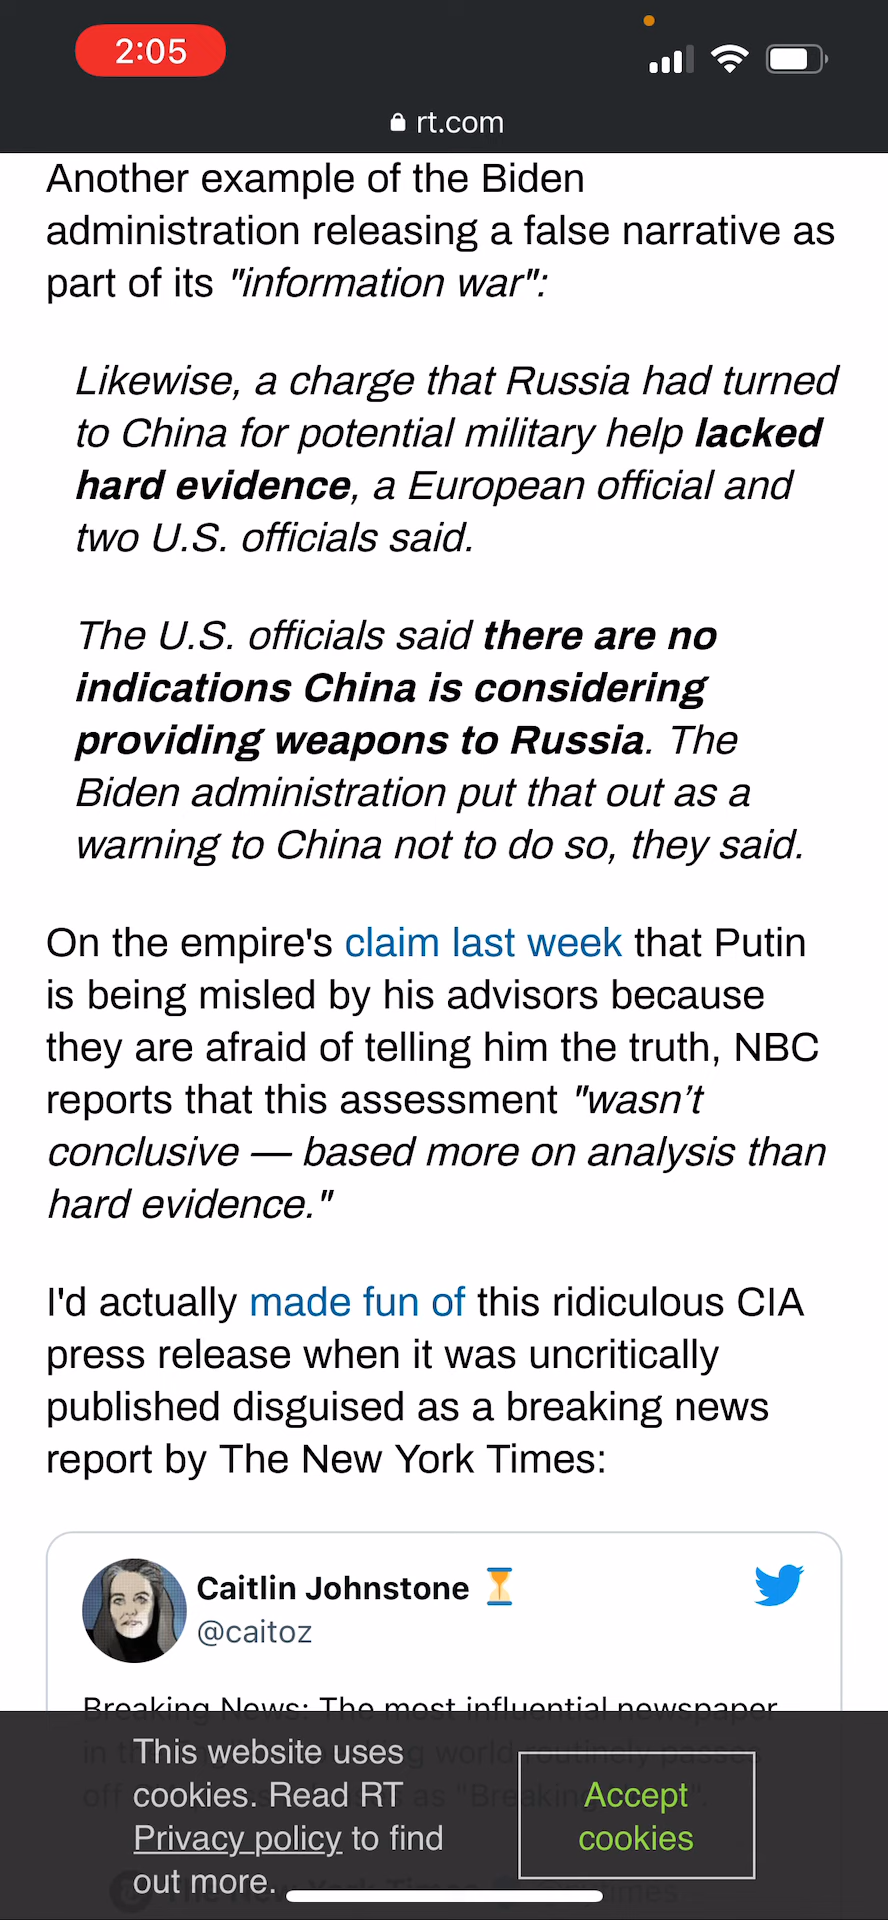 2:05
rt.com
Another example of the Biden
administration releasing a false narrative as
part of its "information war":
Likewise, a charge that Russia had turned
to China for potential military help lacked
hard evidence, a European official and
two U.S. officials said.
The U.S. officials said there are no
indications China is considering
providing weapons to Russia. The
Biden administration put that out as a
warning to China not to do so, they said.
On the empire's claim last week that Putin
is being misled by his advisors because
they are afraid of telling him the truth, NBC
reports that this assessment "wasn't
conclusive — based more on analysis than
hard evidence."
I'd actually made fun of this ridiculous CIA
press release when it was uncritically
published disguised as a breaking news
report by The New York Times:
Caitlin Johnstone ⏳
@caitoz
Breaking News: The most influential newspaper
This website uses
cookies. Read RT
Privacy policy to find
out more.
Accept
cookies